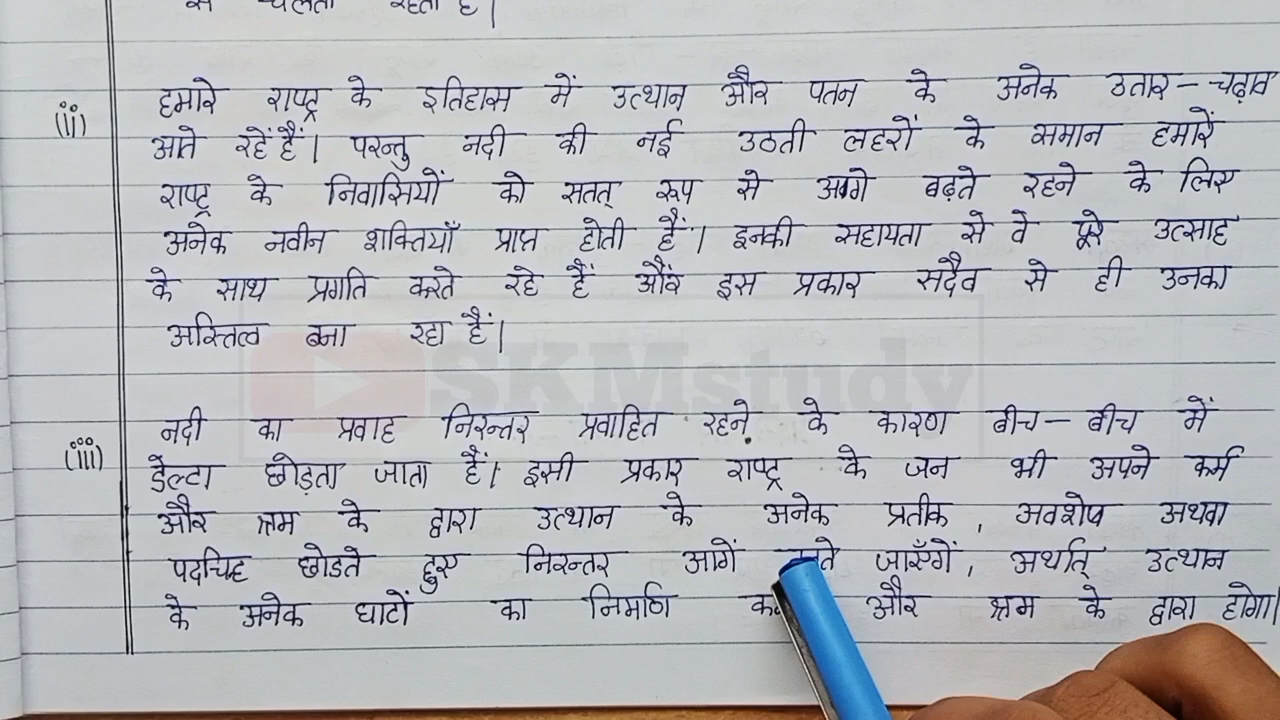 से चलता रहता है।
(ii) हमारे राष्ट्र के इतिहास में उत्थान और पतन के अनेक उतार-चढ़ाव
आते रहें हैं। परन्तु नदी की नई उठती लहरों के समान हमारें
राष्ट्र के निवासियों को सतत् रूप से आगे बढ़ते रहने के लिए
अनेक नवीन शक्तियाँ प्राप्त होती हैं। इनकी सहायता से वे पूरे उत्साह
के साथ प्रगति करते रहे हैं और इस प्रकार सदैव से ही उनका
अस्तित्व बना रहा हैं।
SKMstudy
(iii) नदी का प्रवाह निरन्तर प्रवाहित रहने के कारण बीच-बीच में
डेल्टा छोड़ता जाता हैं। इसी प्रकार राष्ट्र के जन भी अपने कर्म
और श्रम के द्वारा उत्थान के अनेक प्रतीक, अवशेष अथवा
पदचिह्न छोडते हुए निरन्तर आगें जाएँगें, अर्थात् उत्थान
के अनेक घाटों का निर्माण और श्रम के द्वारा होगा।